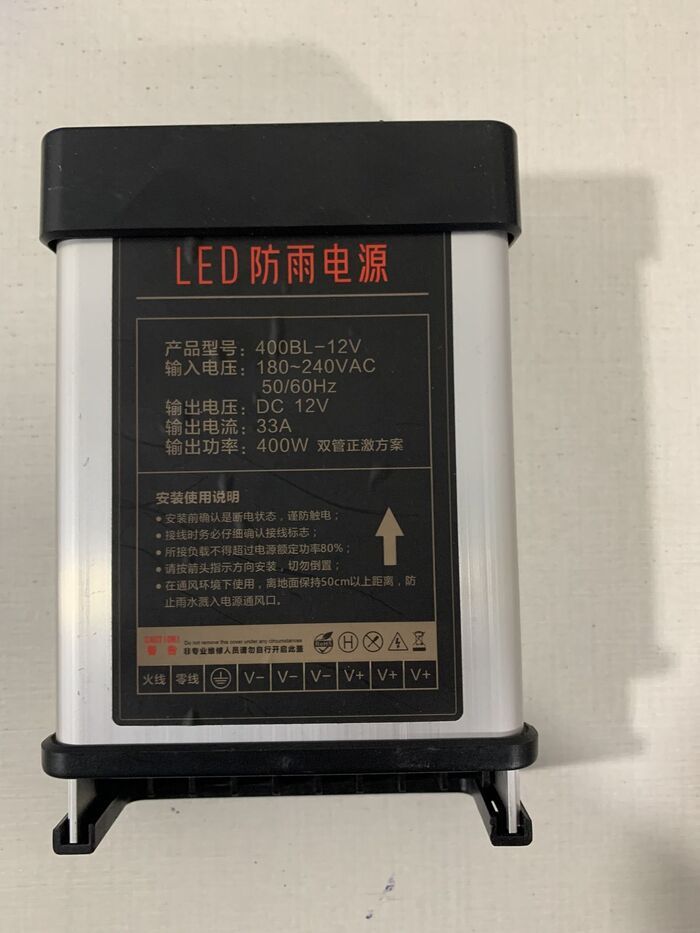 LED防雨电源
产品型号：400BL-12V
输入电压：180~240VAC
50/60Hz
输出电压：DC 12V
输出电流：33A
输出功率：400W 双管正激方案
安装使用说明
● 安装前确认是断电状态，谨防触电；
● 接线时务必仔细确认接线标志；
● 所接负载不得超过电源额定功率80%；
● 请按箭头指示方向安装，切勿倒置；
● 在通风环境下使用，离地面保持50cm以上距离，防
止雨水溅入电源通风口。
Do not remove this cover under any circumstances
警告 非专业维修人员请勿自行开启此盖
RoHS H
火线 零线 V- V- V- V+ V+ V+